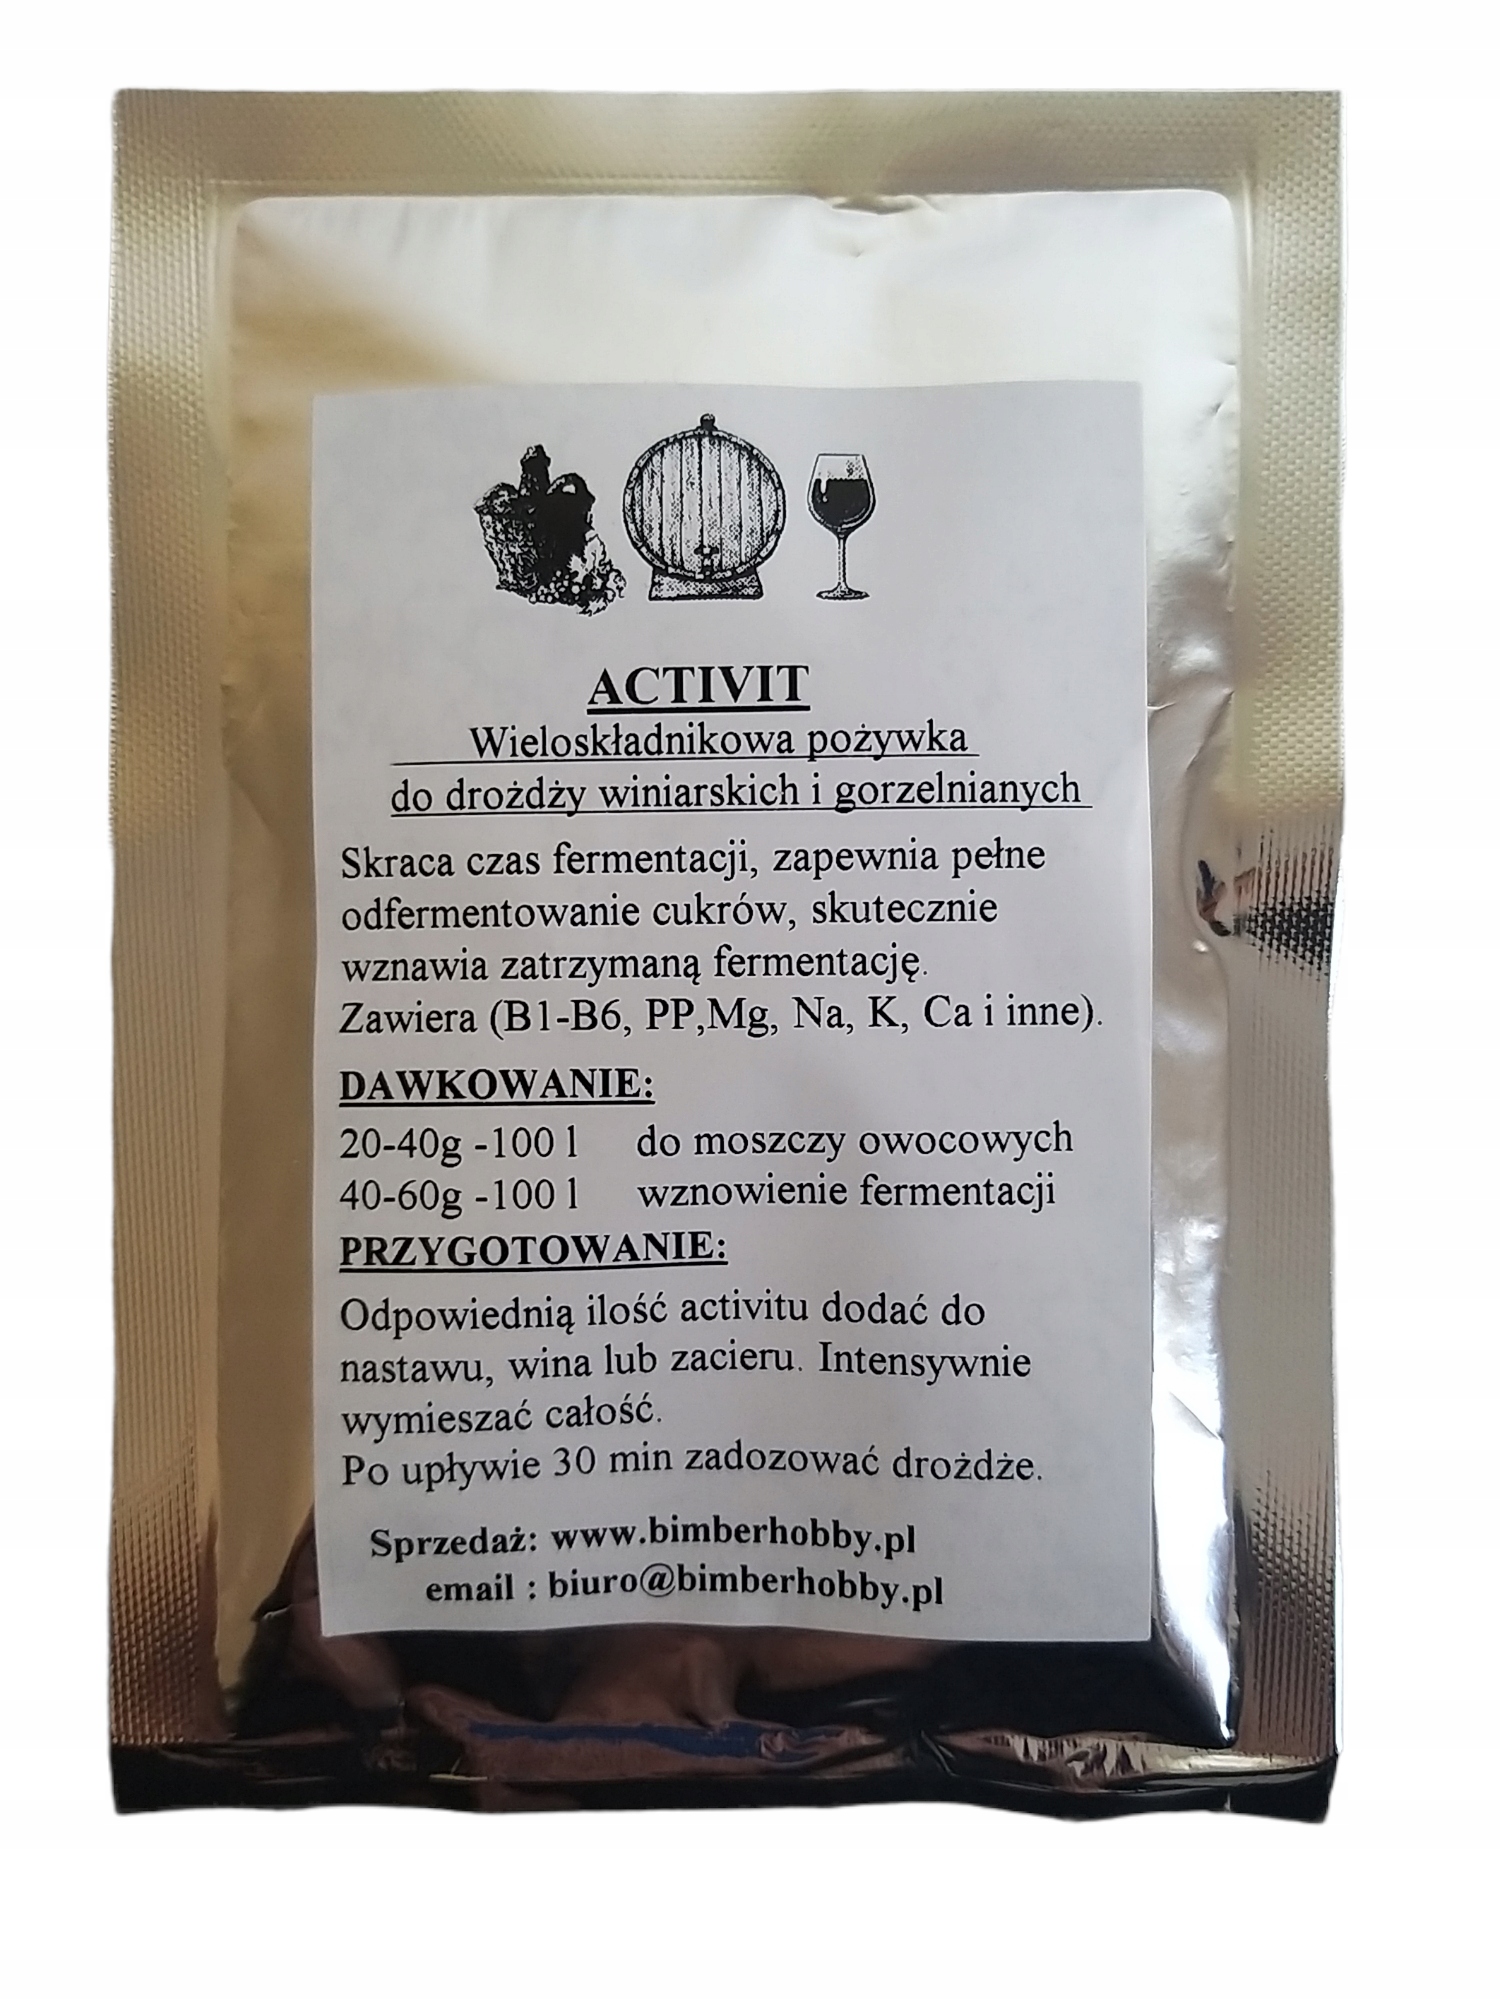 ACTIVIT
Wieloskładnikowa pożywka
do drożdży winiarskich i gorzelnianych
Skraca czas fermentacji, zapewnia pełne
odfermentowanie cukrów, skutecznie
wznawia zatrzymaną fermentację.
Zawiera (B1-B6, PP,Mg, Na, K, Ca i inne).
DAWKOWANIE:
20-40g -100 l do moszczy owocowych
40-60g -100 l wznowienie fermentacji
PRZYGOTOWANIE:
Odpowiednią ilość activitu dodać do
nastawu, wina lub zacieru. Intensywnie
wymieszać całość.
Po upływie 30 min zadozować drożdże.
Sprzedaż: www.bimberhobby.pl
email : biuro@bimberhobby.pl